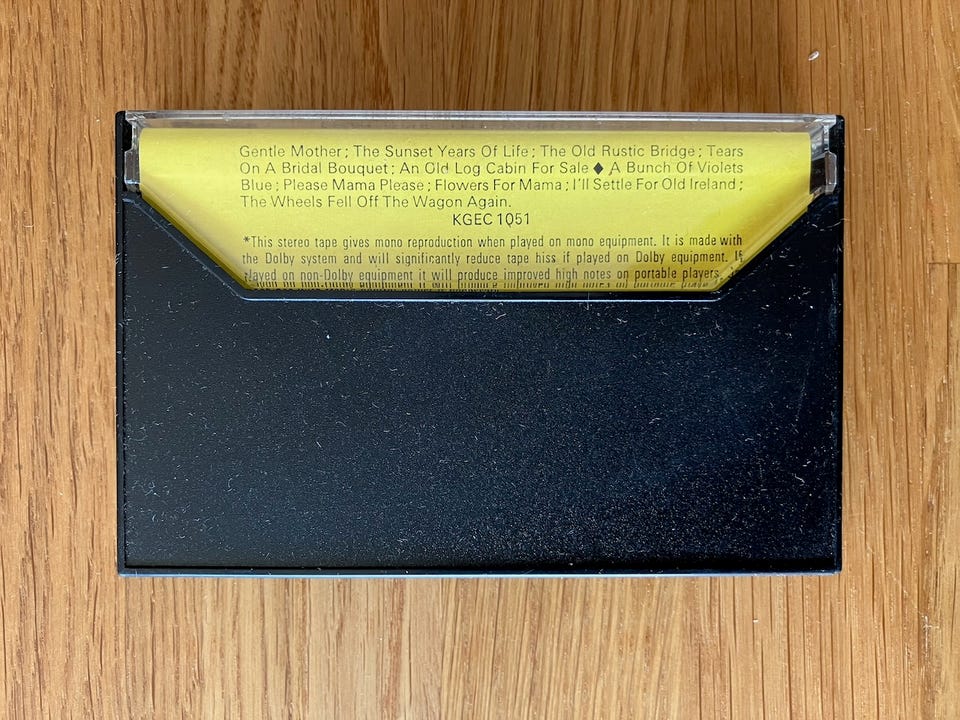 Gentle Mother ; The Sunset Years Of Life ; The Old Rustic Bridge ; Tears
On A Bridal Bouquet ; An Old Log Cabin For Sale ◆ A Bunch Of Violets
Blue ; Please Mama Please ; Flowers For Mama ; I'll Settle For Old Ireland ;
The Wheels Fell Off The Wagon Again.
KGEC 1051
*This stereo tape gives mono reproduction when played on mono equipment. It is made with
the Dolby system and will significantly reduce tape hiss if played on Dolby equipment. If
played on non-Dolby equipment it will produce improved high notes on portable players.